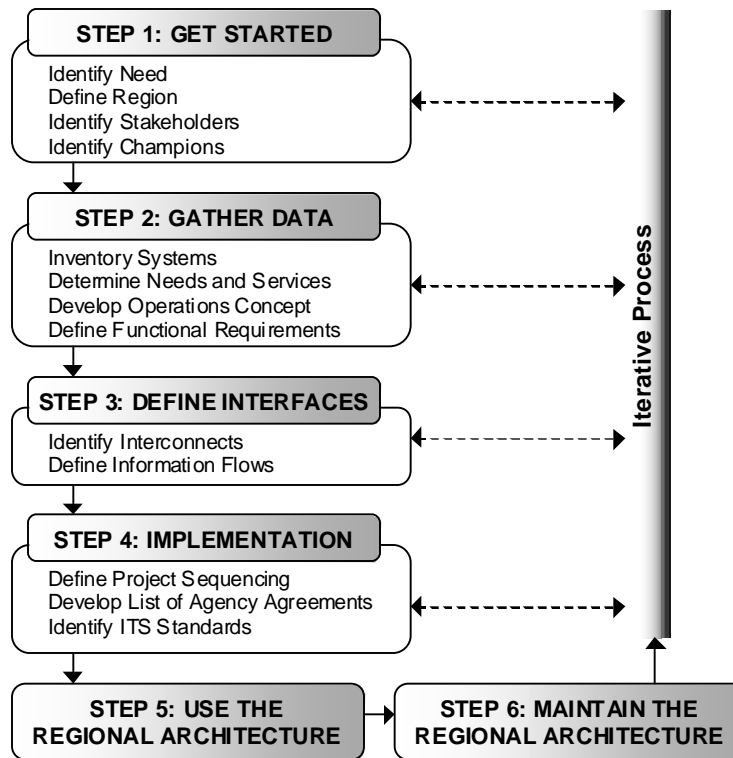 STEP 1: GET STARTED
Identify Need
Define Region
Identify Stakeholders
Identify Champions
STEP 2: GATHER DATA
Inventory Systems
Determine Needs and Services
Develop Operations Concept
Define Functional Requirements
STEP 3: DEFINE INTERFACES
Identify Interconnects
Define Information Flows
STEP 4: IMPLEMENTATION
Define Project Sequencing
Develop List of Agency Agreements
Identify ITS Standards
STEP 5: USE THE
REGIONAL ARCHITECTURE
STEP 6: MAINTAIN THE
REGIONAL ARCHITECTURE
Iterative Process